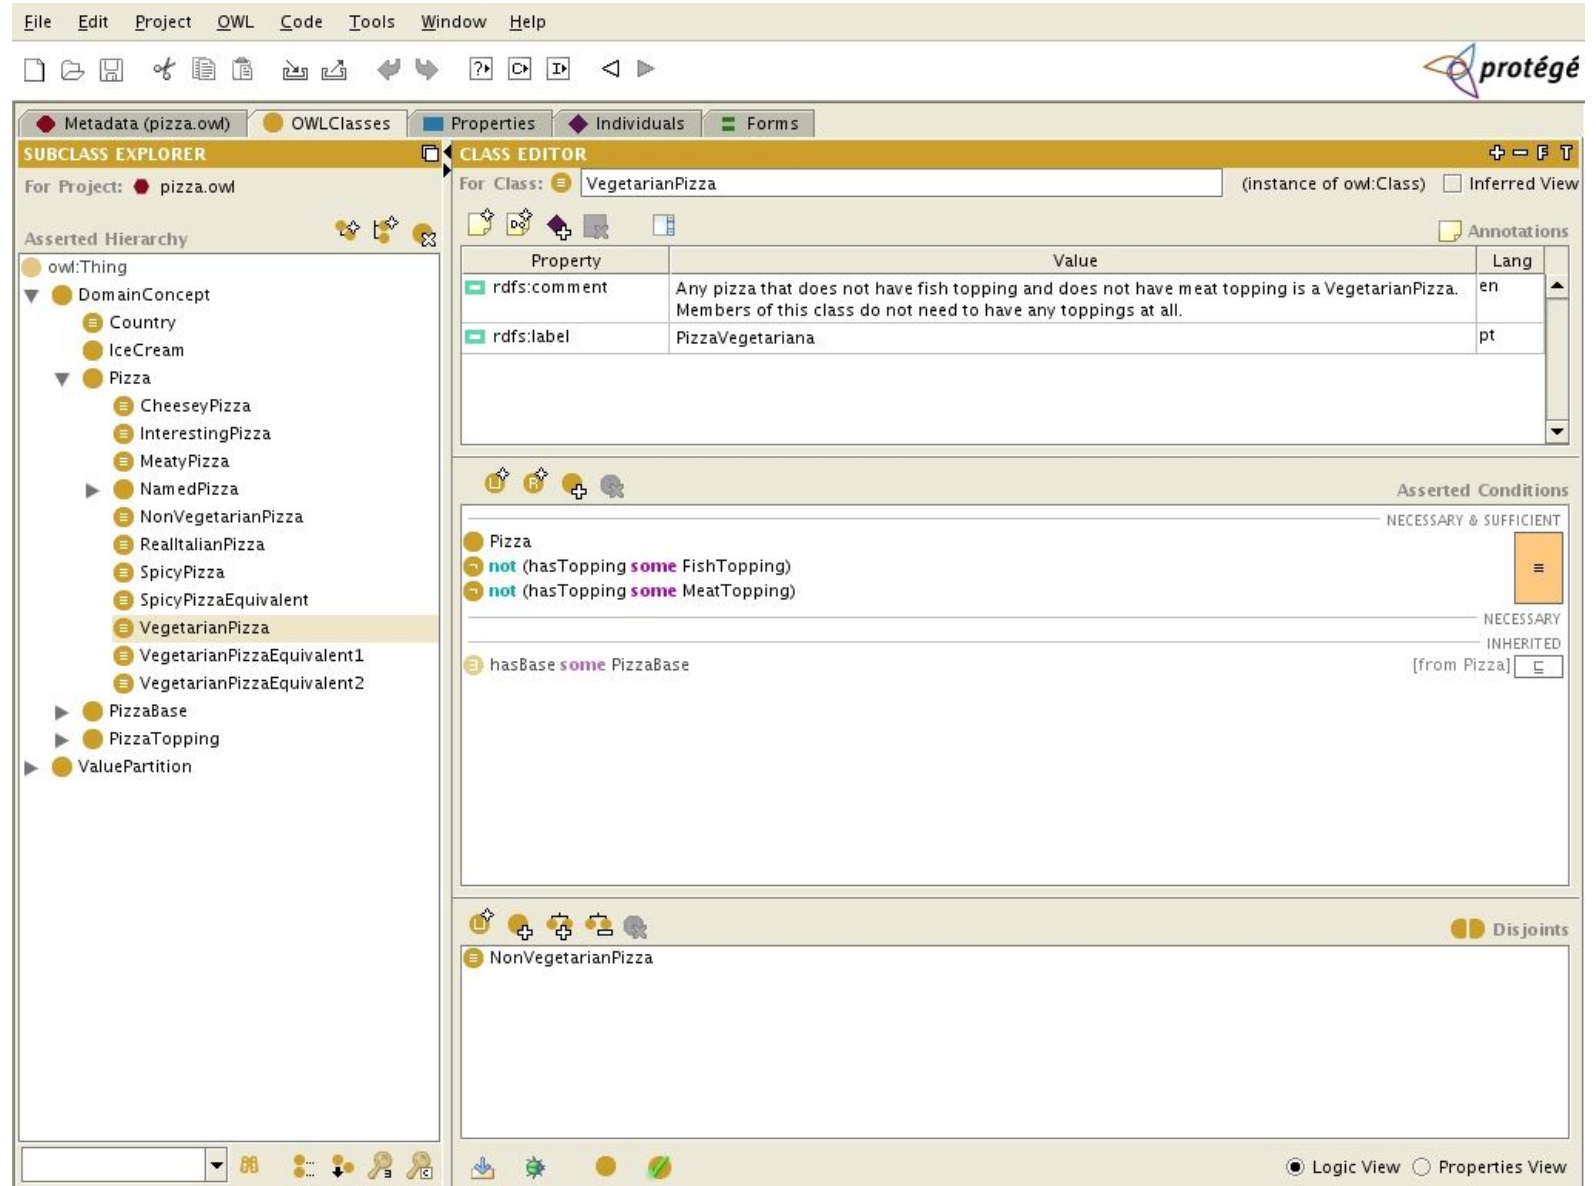 File Edit Project OWL Code Tools Window Help
protégé
Metadata (pizza.owl) OWLClasses Properties Individuals Forms
SUBCLASS EXPLORER
For Project: pizza.owl
Asserted Hierarchy
owl:Thing
DomainConcept
Country
IceCream
Pizza
CheeseyPizza
InterestingPizza
MeatyPizza
NamedPizza
NonVegetarianPizza
RealItalianPizza
SpicyPizza
SpicyPizzaEquivalent
VegetarianPizza
VegetarianPizzaEquivalent1
VegetarianPizzaEquivalent2
PizzaBase
PizzaTopping
ValuePartition
CLASS EDITOR
F T
For Class: VegetarianPizza (instance of owl:Class) Inferred View
Annotations
Property Value Lang
rdfs:comment Any pizza that does not have fish topping and does not have meat topping is a VegetarianPizza. en
Members of this class do not need to have any toppings at all.
rdfs:label PizzaVegetariana pt
Asserted Conditions
NECESSARY & SUFFICIENT
Pizza
not (hasTopping some FishTopping)
not (hasTopping some MeatTopping)
NECESSARY
INHERITED
hasBase some PizzaBase [from Pizza]
Disjoints
NonVegetarianPizza
Logic View Properties View